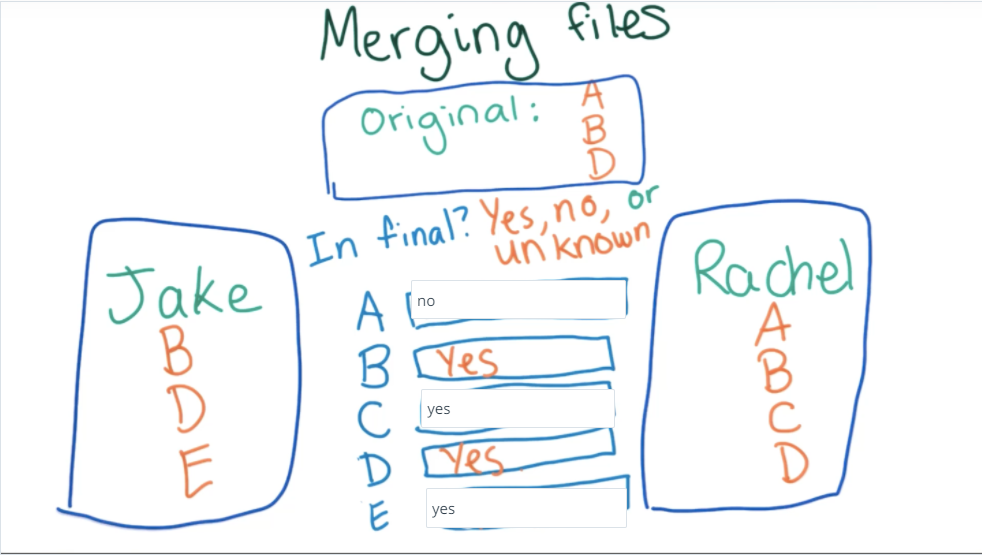 Merging files
Original:
A
B
D
In final? Yes, no, or
unknown
Jake
B
D
E
A no
B Yes
C yes
D Yes
E yes
Rachel
A
B
C
D